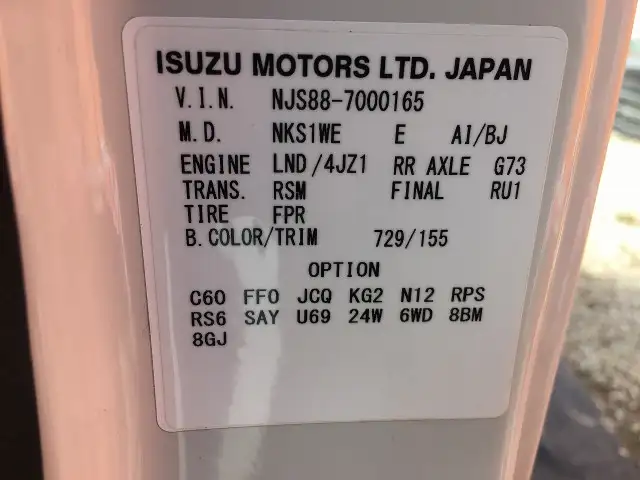 ISUZU MOTORS LTD. JAPAN
V.I.N. NJS88-7000165
M.D. NKS1WE E AI/BJ
ENGINE LND/4JZ1 RR AXLE G73
TRANS. RSM FINAL RU1
TIRE FPR
B.COLOR/TRIM 729/155
OPTION
C60 FF0 JCQ KG2 N12 RPS
RS6 SAY U69 24W 6WD 8BM
8GJ